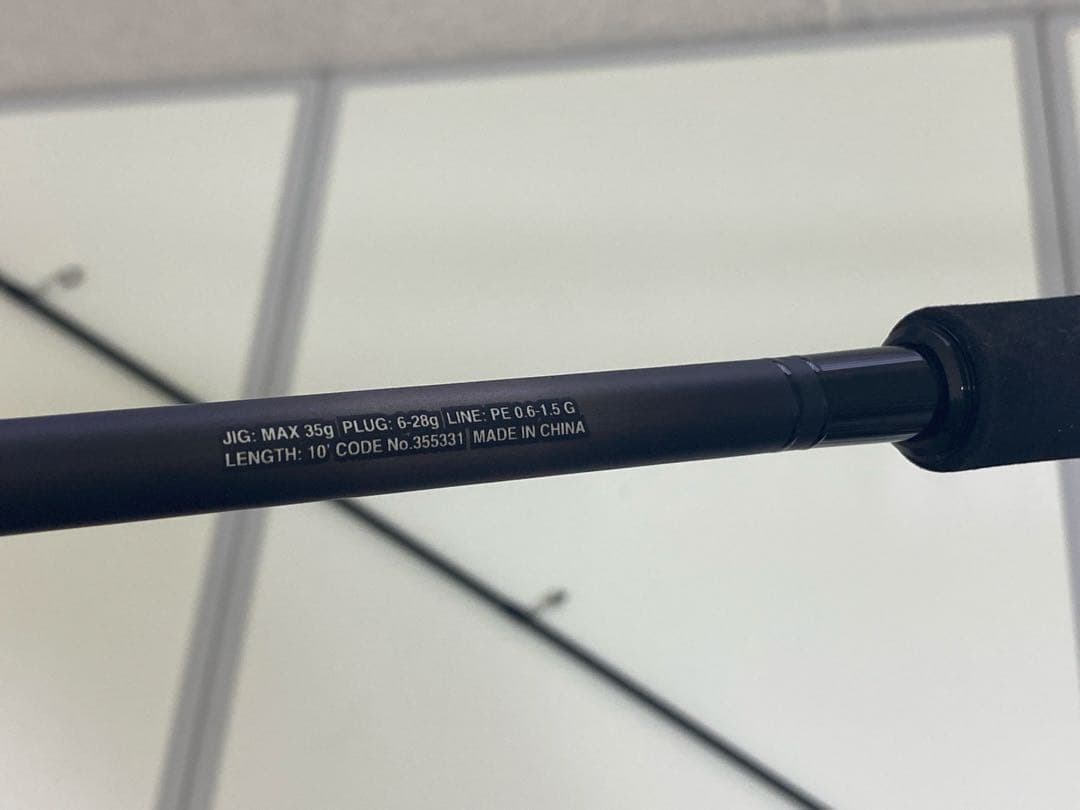 JIG: MAX 35g PLUG: 6-28g LINE: PE 0.6-1.5 G
LENGTH: 10' CODE No.355331 MADE IN CHINA